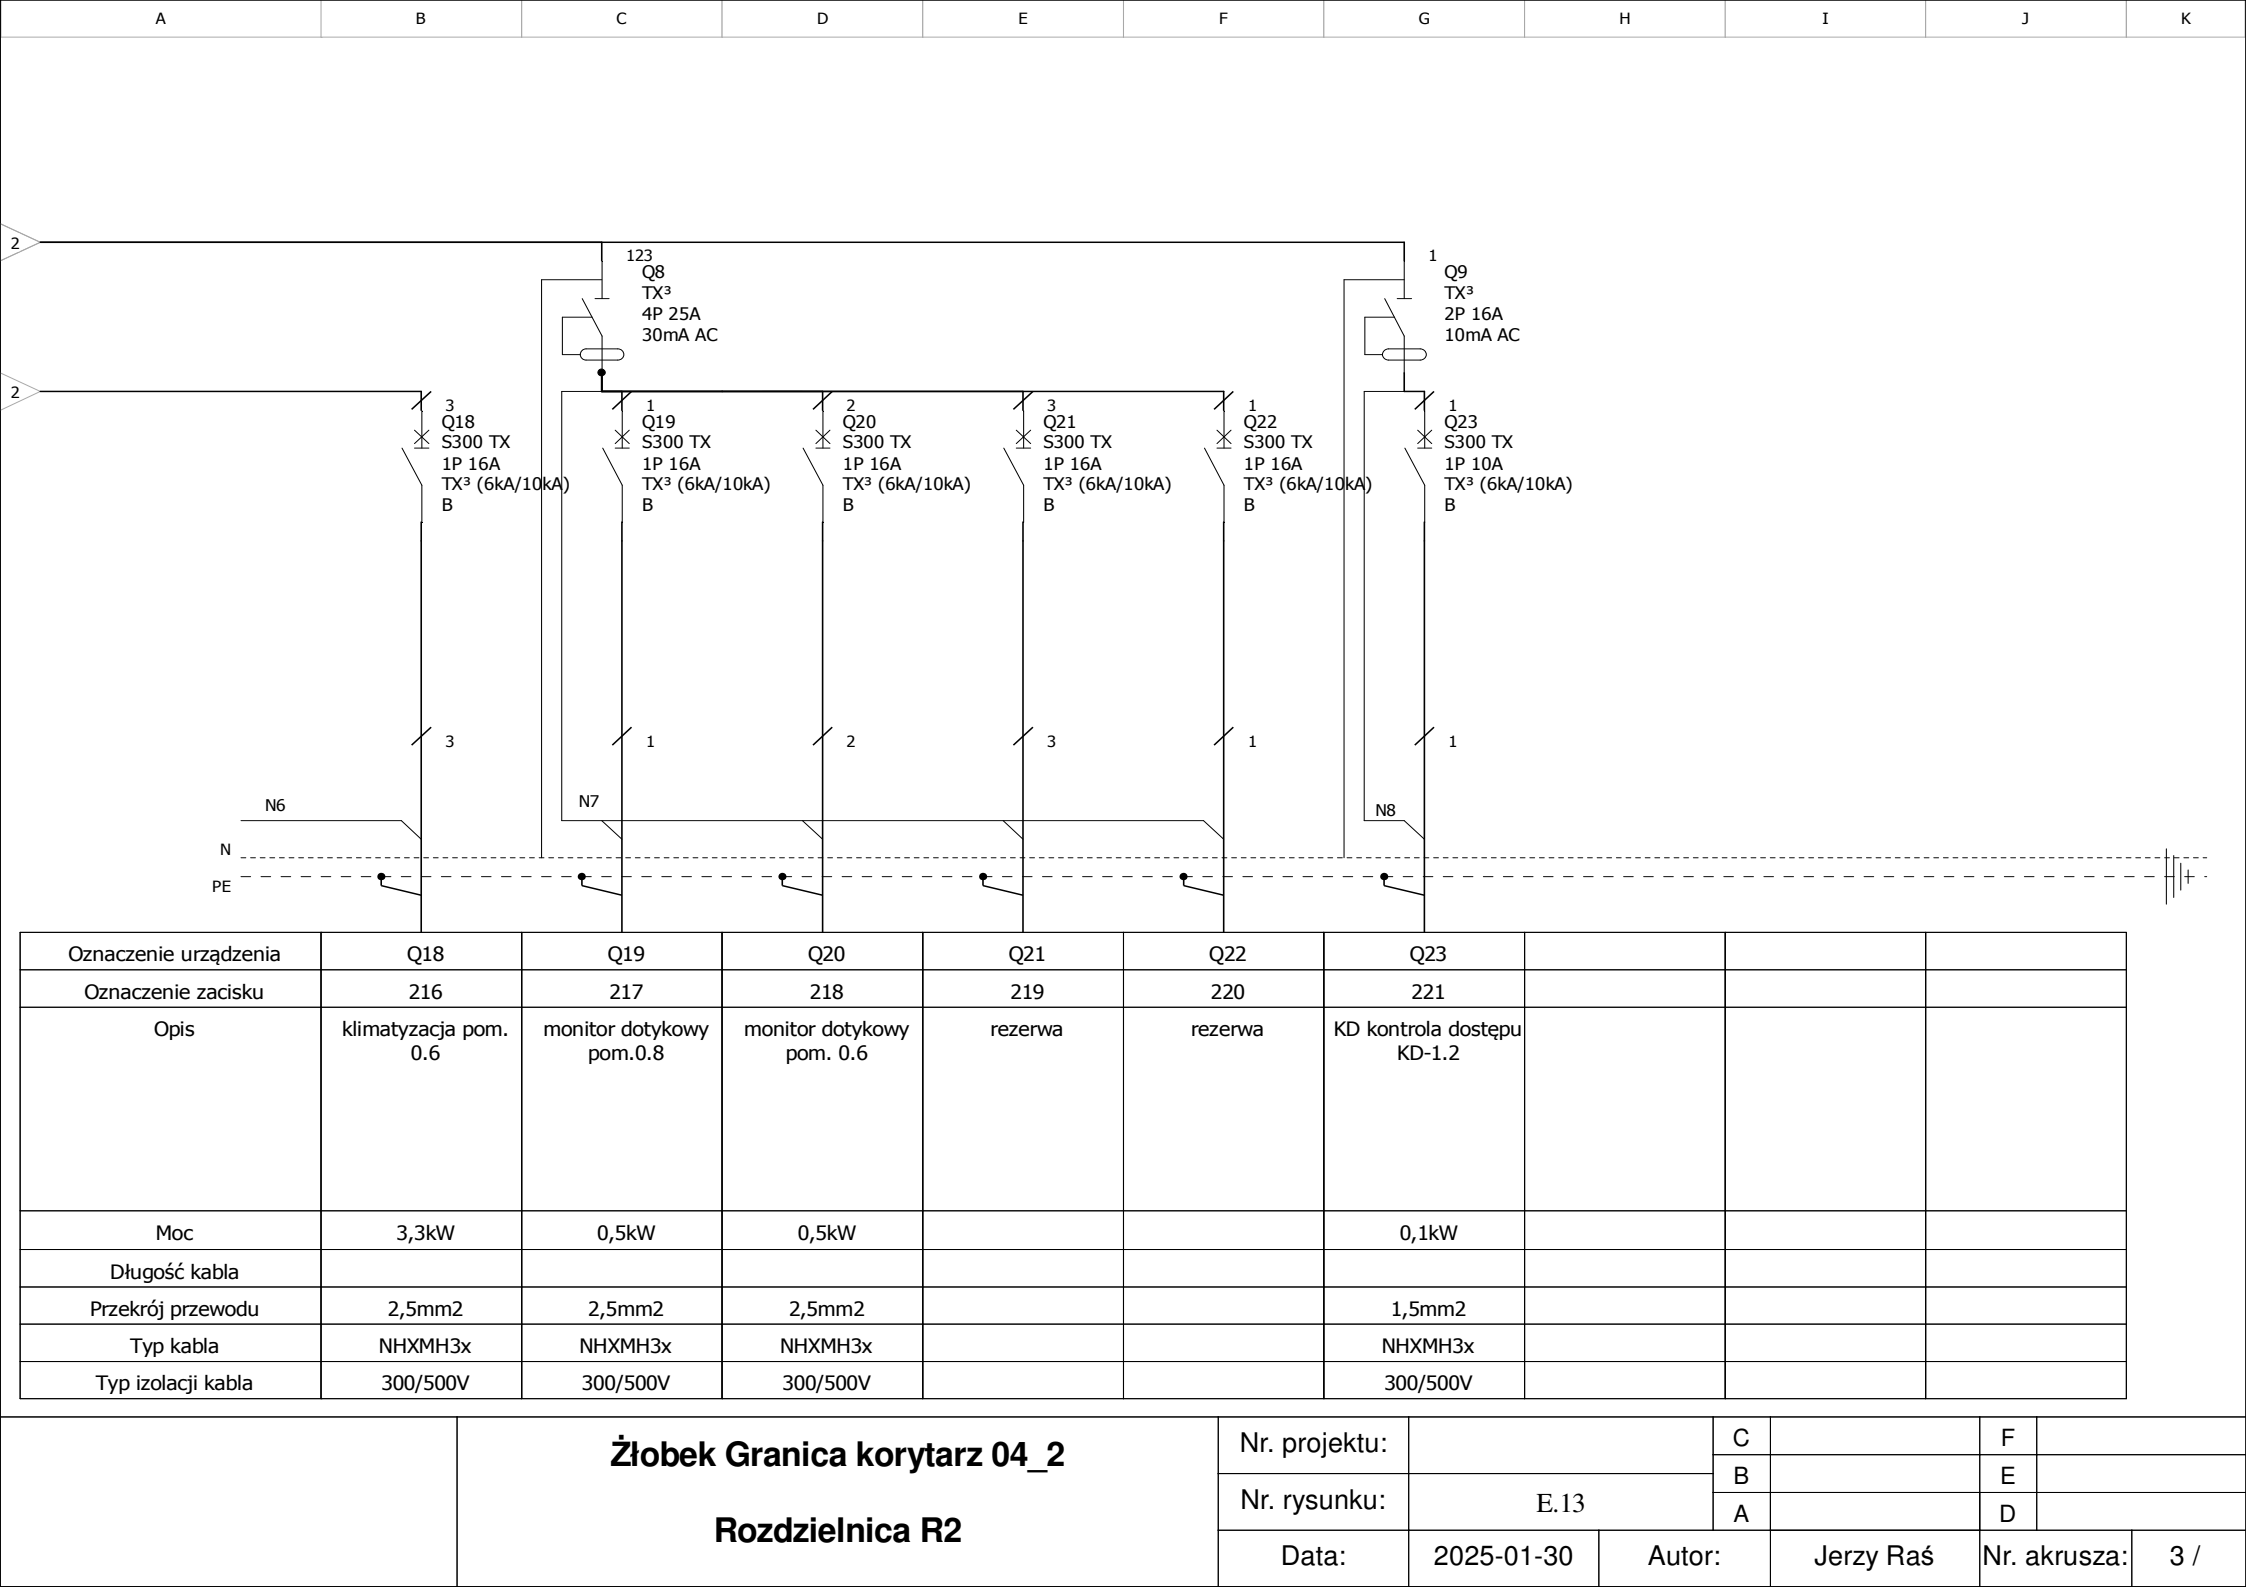 A B C D E F G H I J K
2
123
Q8
TX³
4P 25A
30mA AC
1
Q9
TX³
2P 16A
10mA AC
2
3
Q18
S300 TX
1P 16A
TX³ (6kA/10kA)
B
1
Q19
S300 TX
1P 16A
TX³ (6kA/10kA)
B
2
Q20
S300 TX
1P 16A
TX³ (6kA/10kA)
B
3
Q21
S300 TX
1P 16A
TX³ (6kA/10kA)
B
1
Q22
S300 TX
1P 16A
TX³ (6kA/10kA)
B
1
Q23
S300 TX
1P 10A
TX³ (6kA/10kA)
B
3 1 2 3 1 1
N6 N7 N8
N
PE
Oznaczenie urządzenia Q18 Q19 Q20 Q21 Q22 Q23
Oznaczenie zacisku 216 217 218 219 220 221
Opis
klimatyzacja pom.
0.6
monitor dotykowy
pom.0.8
monitor dotykowy
pom. 0.6
rezerwa
rezerwa
KD kontrola dostępu
KD-1.2
Moc 3,3kW 0,5kW 0,5kW 0,1kW
Długość kabla
Przekrój przewodu 2,5mm2 2,5mm2 2,5mm2 1,5mm2
Typ kabla NHXMH3x NHXMH3x NHXMH3x NHXMH3x
Typ izolacji kabla 300/500V 300/500V 300/500V 300/500V
Żłobek Granica korytarz 04_2
Rozdzielnica R2
Nr. projektu:
Nr. rysunku: E.13
C F
B E
A D
Data: 2025-01-30 Autor: Jerzy Raś Nr. akrusza: 3 /